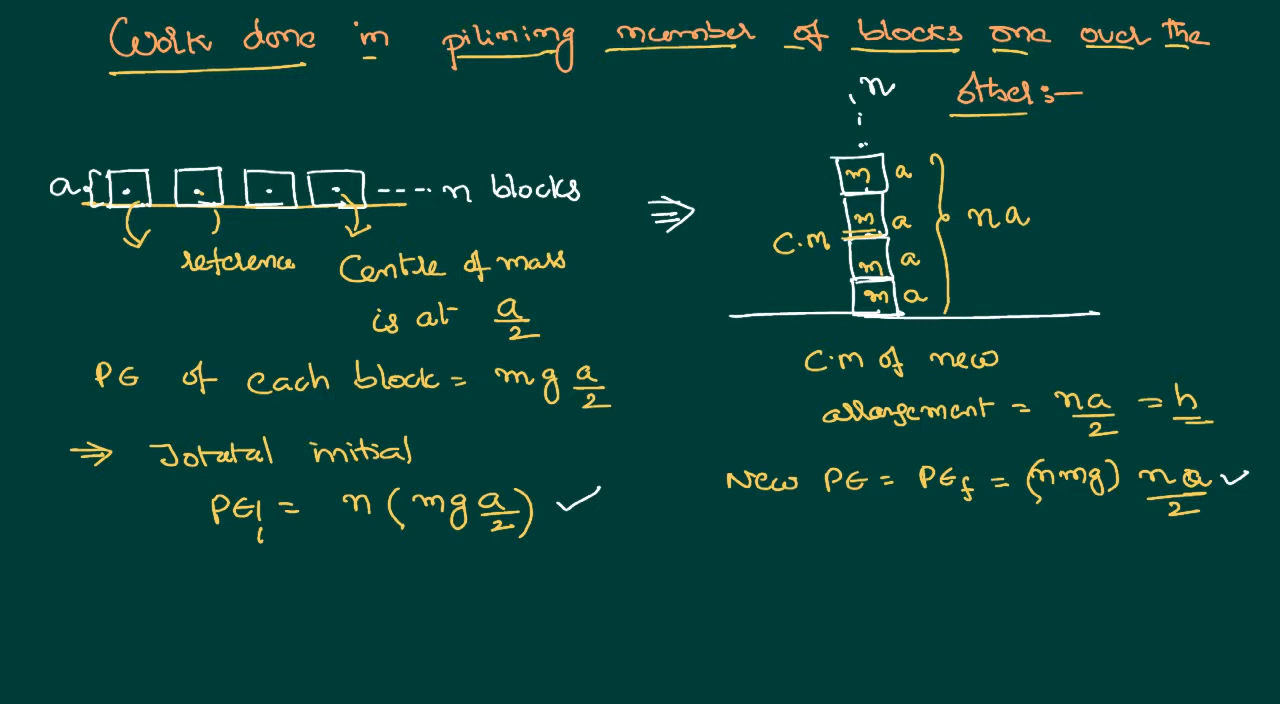 Work done in pilining number of blocks one over the
other :-
n
a { ---- n blocks
m a
m a
C.M
m a
m a
} na
reference Centre of mass
is at a/2
PE of each block = mg a/2
⇒ Totatal initial
PEi = n (mg a/2) ✓
⇒
C.M of new
arrangement = na/2 = h
New PE = PEf = (nmg) na/2 ✓